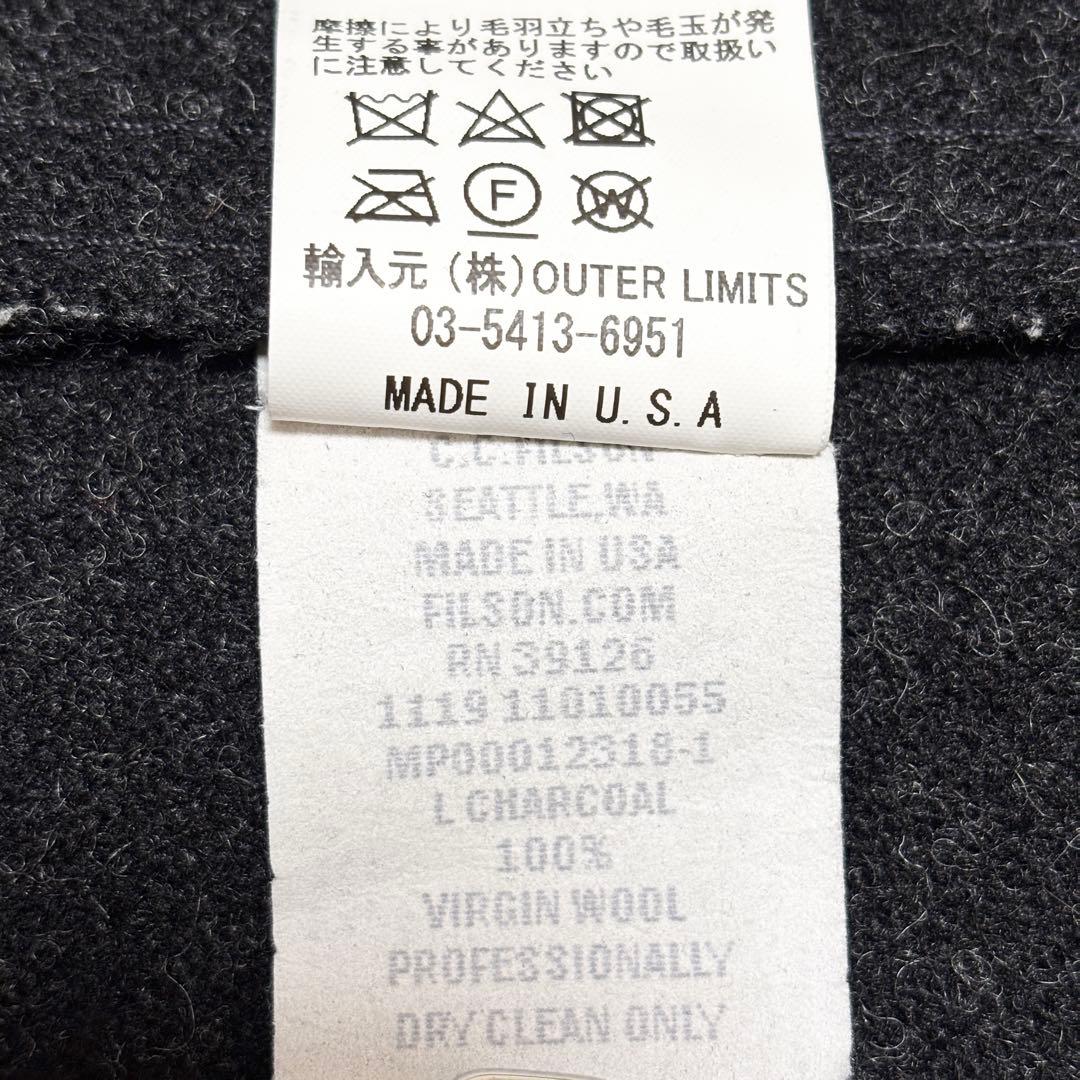 摩擦により毛羽立ちや毛玉が発
生する事がありますので取扱い
に注意してください
F
W
輸入元 (株)OUTER LIMITS
03-5413-6951
MADE IN U.S.A
C.C.FILSON
SEATTLE,WA
MADE IN USA
FILSON.COM
RN 39126
1119 11010055
MP00012318-1
L CHARCOAL
100%
VIRGIN WOOL
PROFESSIONALLY
DRY CLEAN ONLY